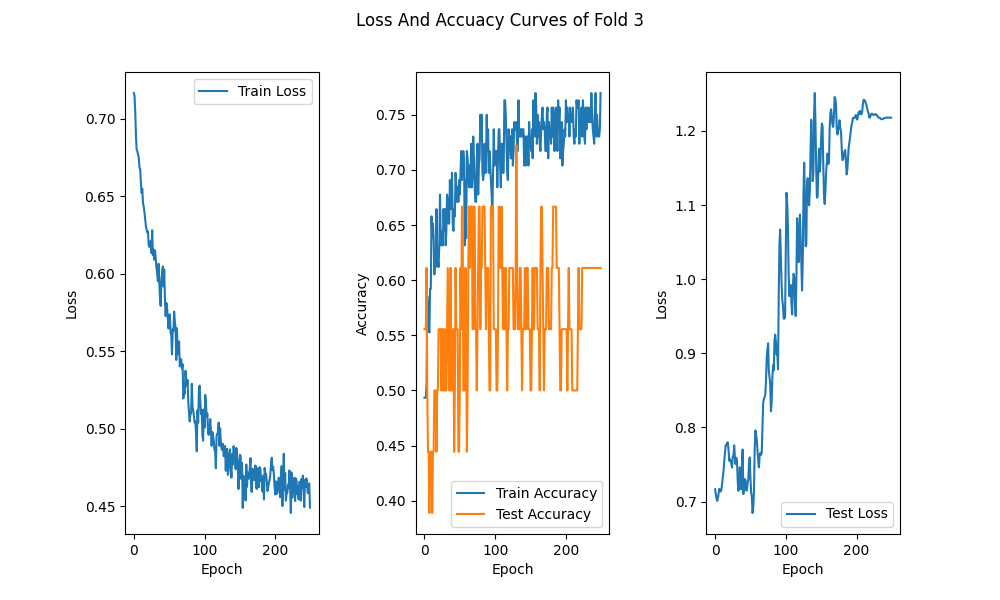 Loss And Accuacy Curves of Fold 3
Train Loss
0.70
0.65
0.60
0.55
0.50
0.45
Loss
0
100
200
Epoch
0.75
0.70
0.65
0.60
0.55
0.50
0.45
0.40
Accuracy
Train Accuracy
Test Accuracy
0
100
200
Epoch
1.2
1.1
1.0
0.9
0.8
0.7
Loss
Test Loss
0
100
200
Epoch